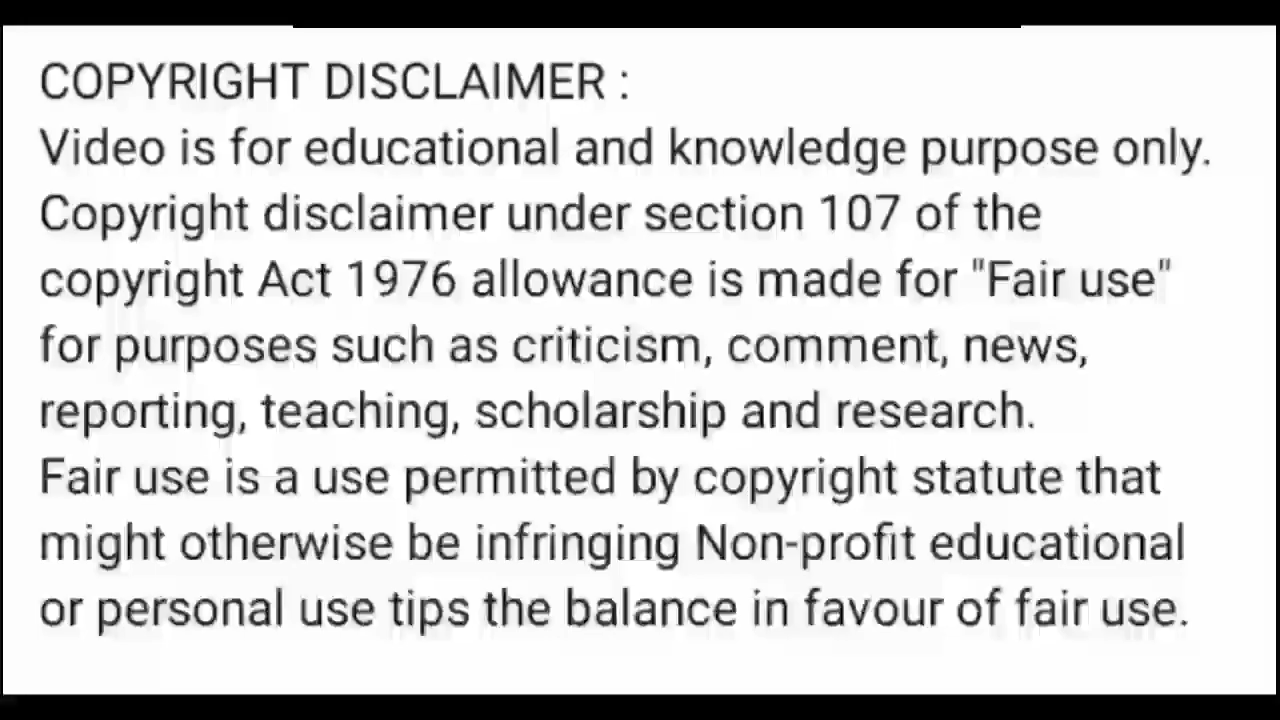 COPYRIGHT DISCLAIMER :
Video is for educational and knowledge purpose only.
Copyright disclaimer under section 107 of the
copyright Act 1976 allowance is made for "Fair use"
for purposes such as criticism, comment, news,
reporting, teaching, scholarship and research.
Fair use is a use permitted by copyright statute that
might otherwise be infringing Non-profit educational
or personal use tips the balance in favour of fair use.